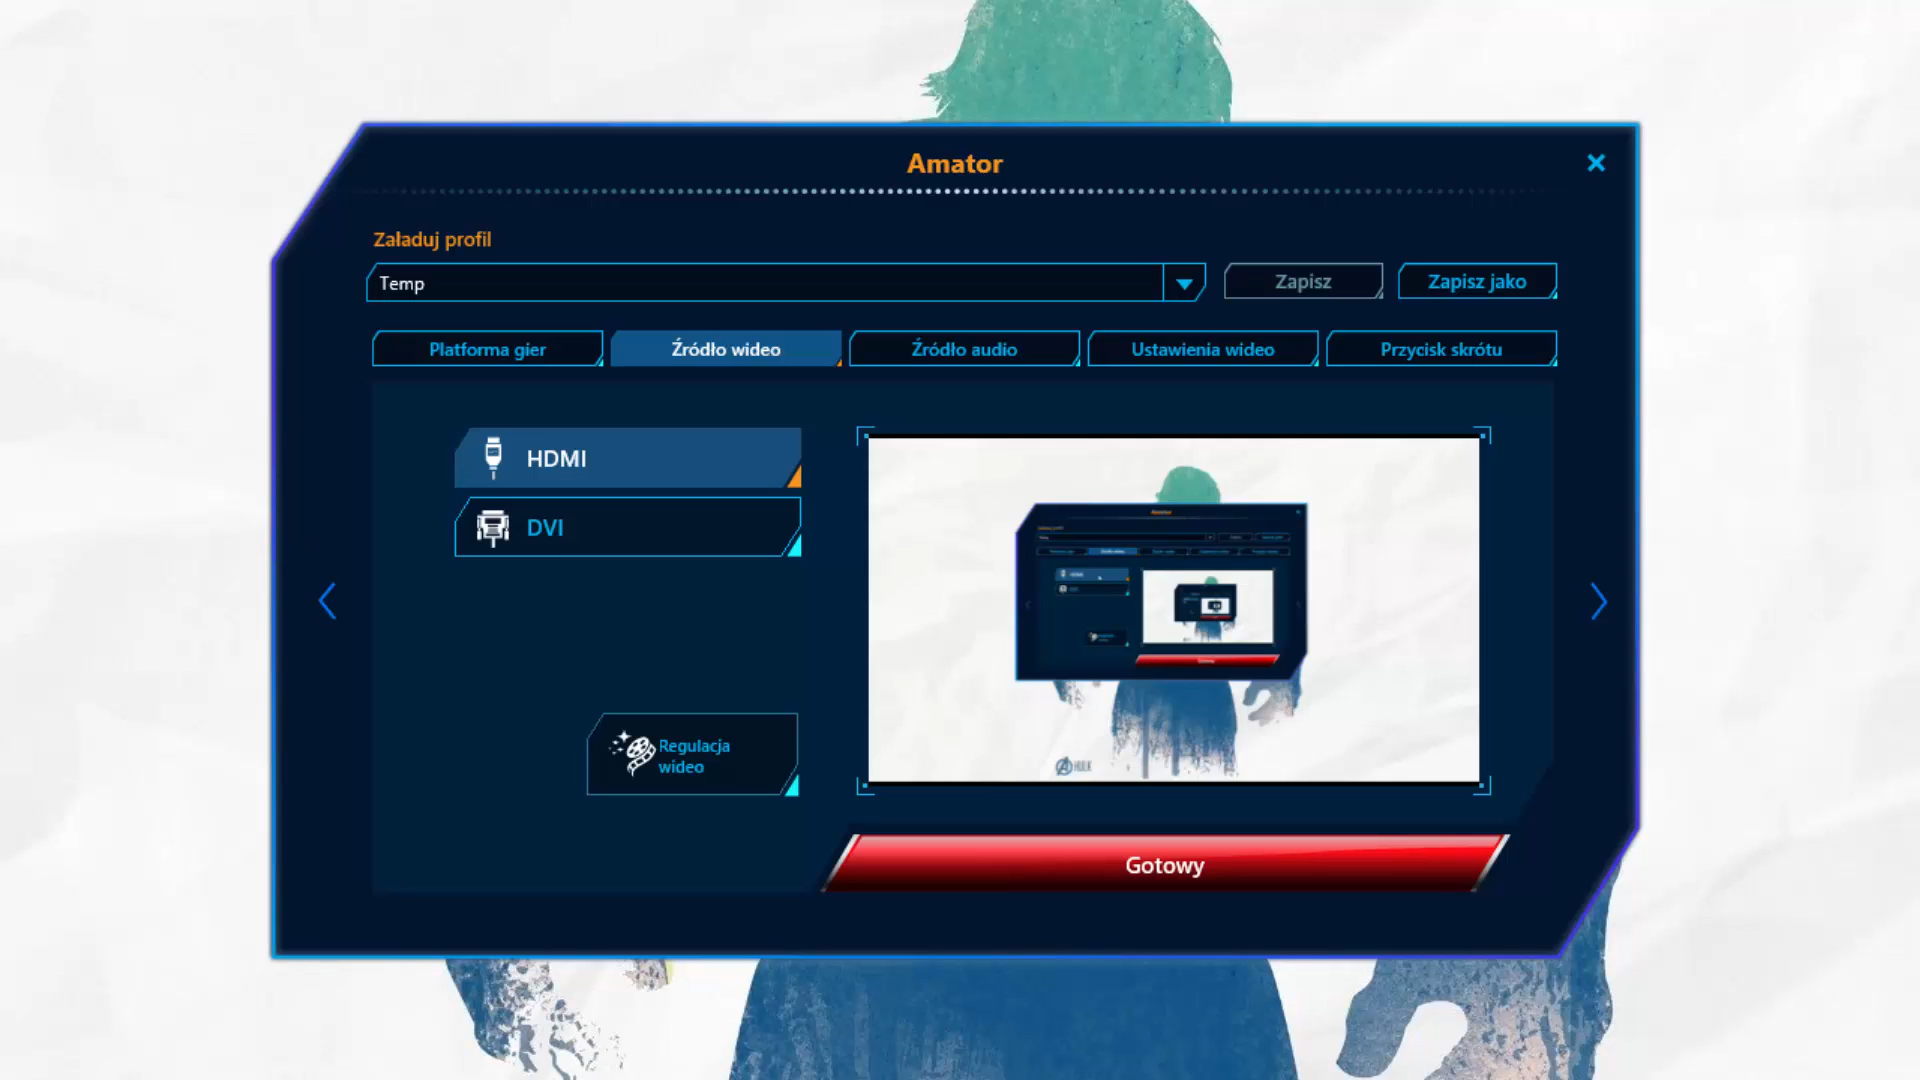 Amator
Załaduj profil
Temp
Zapisz
Zapisz jako
Platforma gier
Źródło wideo
Źródło audio
Ustawienia wideo
Przycisk skrótu
HDMI
DVI
Regulacja
wideo
HULK
Gotowy